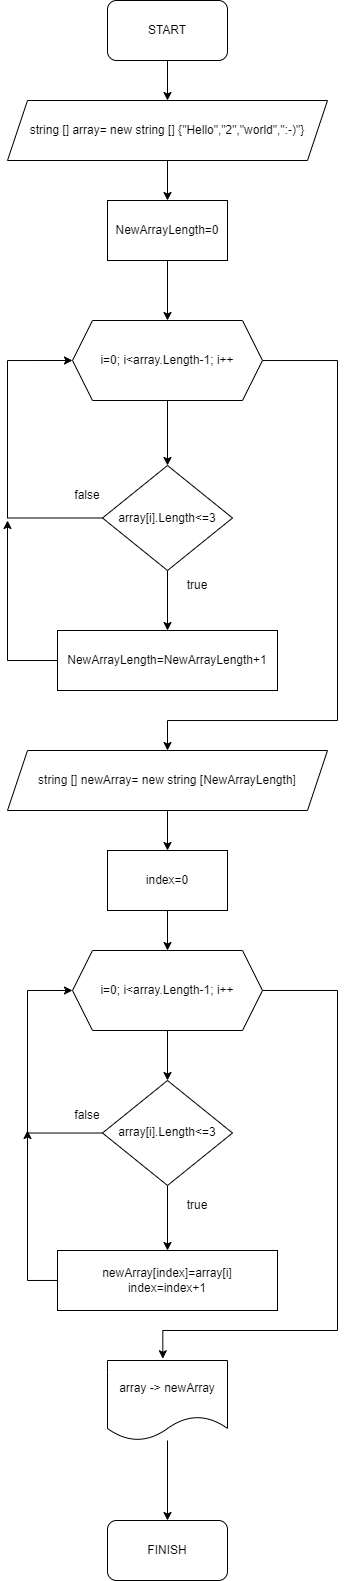 START
string [] array= new string [] {"Hello","2","world",":-)"}
NewArrayLength=0
i=0; i<array.Length-1; i++
false
array[i].Length<=3
true
NewArrayLength=NewArrayLength+1
string [] newArray= new string [NewArrayLength]
index=0
i=0; i<array.Length-1; i++
false
array[i].Length<=3
true
newArray[index]=array[i]
index=index+1
array -> newArray
FINISH